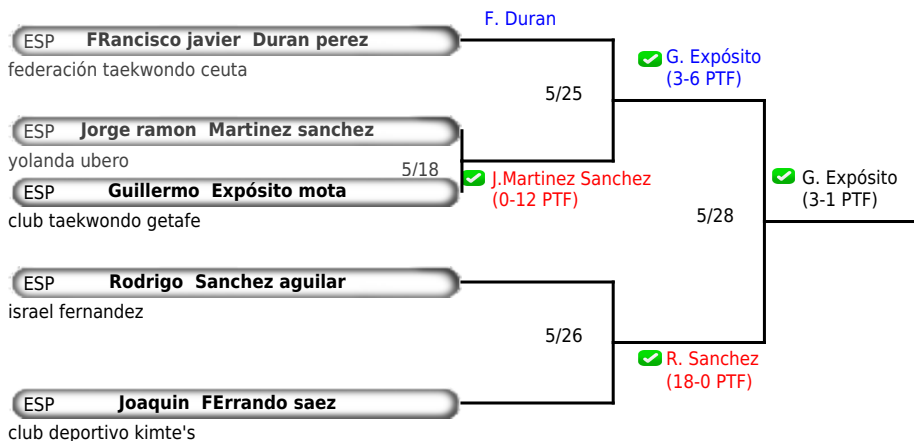 F. Duran
ESP FRancisco javier Duran perez
federación taekwondo ceuta
G. Expósito
(3-6 PTF)
5/25
ESP Jorge ramon Martinez sanchez
yolanda ubero
5/18
J.Martinez Sanchez
(0-12 PTF)
ESP Guillermo Expósito mota
club taekwondo getafe
G. Expósito
(3-1 PTF)
5/28
ESP Rodrigo Sanchez aguilar
israel fernandez
5/26
R. Sanchez
(18-0 PTF)
ESP Joaquin FErrando saez
club deportivo kimte's